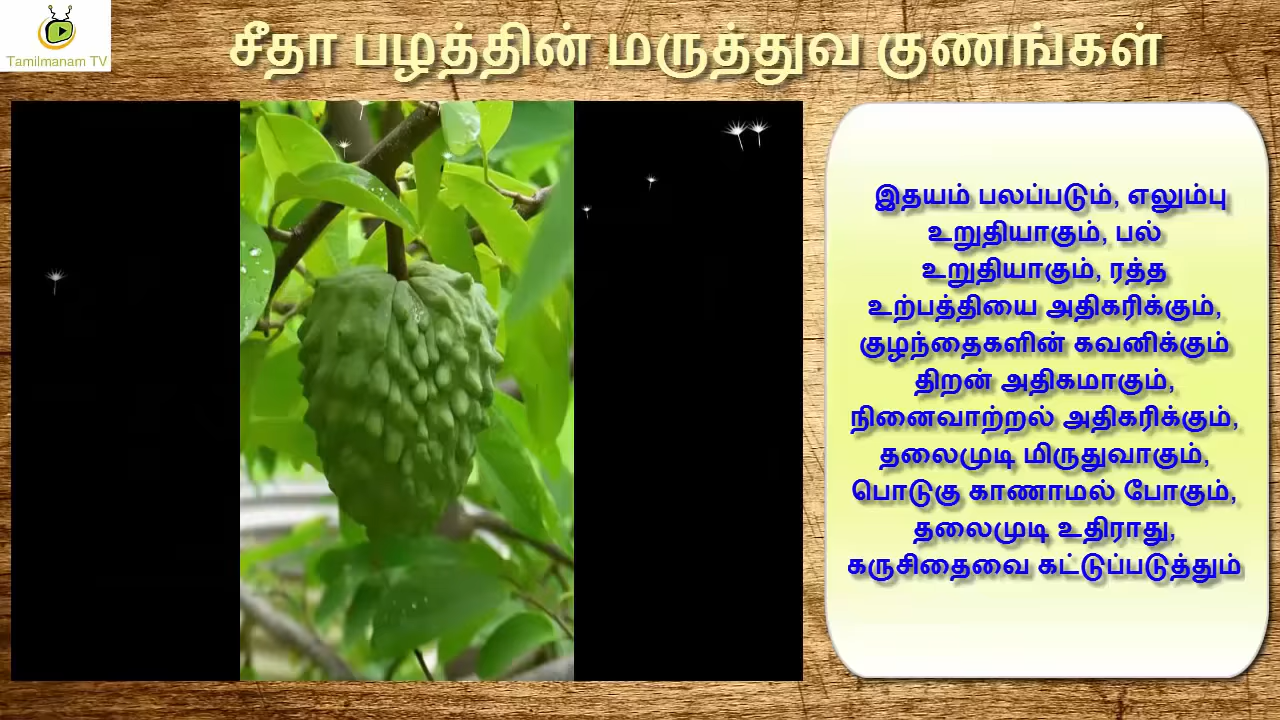 Tamilmanam TV
சீதா பழத்தின் மருத்துவ குணங்கள்
இதயம் பலப்படும், எலும்பு
உறுதியாகும், பல்
உறுதியாகும், ரத்த
உற்பத்தியை அதிகரிக்கும்,
குழந்தைகளின் கவனிக்கும்
திறன் அதிகமாகும்,
நினைவாற்றல் அதிகரிக்கும்,
தலைமுடி மிருதுவாகும்,
பொடுகு காணாமல் போகும்,
தலைமுடி உதிராது,
கருசிதைவை கட்டுப்படுத்தும்